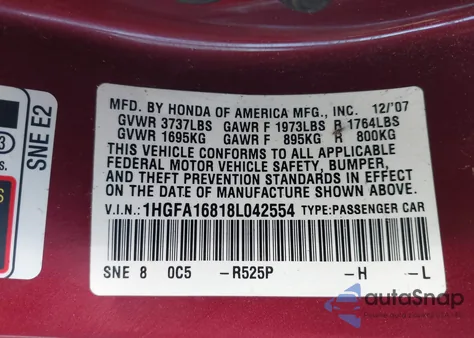 MFD. BY HONDA OF AMERICA MFG., INC. 12/'07
GVWR 3737LBS GAWR F 1973LBS R 1764LBS
GVWR 1695KG GAWR F 895KG R 800KG
THIS VEHICLE CONFORMS TO ALL APPLICABLE
FEDERAL MOTOR VEHICLE SAFETY, BUMPER,
AND THEFT PREVENTION STANDARDS IN EFFECT
ON THE DATE OF MANUFACTURE SHOWN ABOVE.
V.I.N.: 1HGFA16818L042554 TYPE:PASSENGER CAR
SNE 8 0C5 -R525P -H -L
SNE E2
3
s.
S
autoSnap